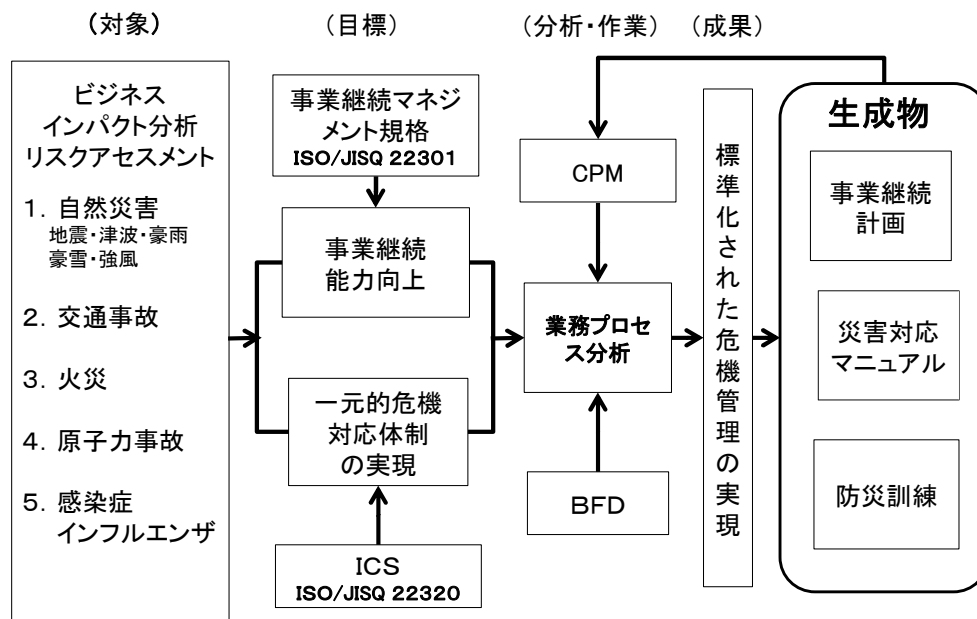 （対象）
（目標）
（分析・作業）
（成果）
ビジネス
インパクト分析
リスクアセスメント
1．自然災害
地震・津波・豪雨
豪雪・強風
2．交通事故
3．火災
4．原子力事故
5．感染症
インフルエンザ
事業継続マネジ
メント規格
ISO/JISQ 22301
事業継続
能力向上
一元的危機
対応体制
の実現
ICS
ISO/JISQ 22320
CPM
業務プロセ
ス分析
BFD
標準化された危機管理の実現
生成物
事業継続
計画
災害対応
マニュアル
防災訓練